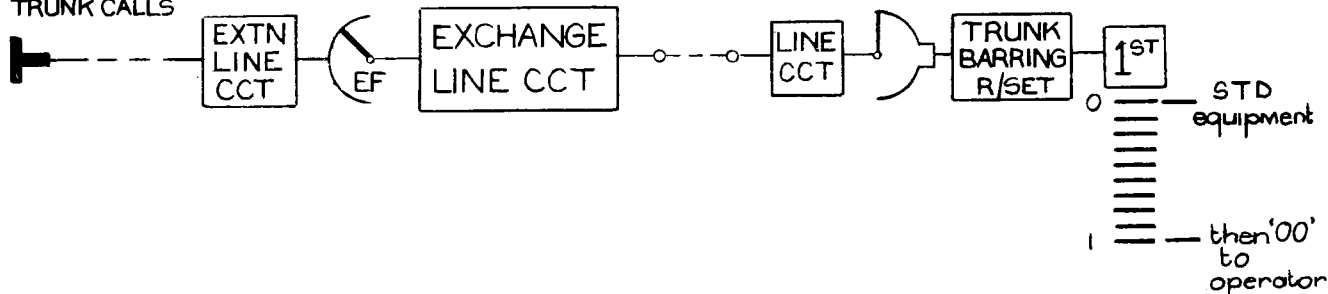 TRUNK CALLS
EXTN
LINE
CCT
EF
EXCHANGE
LINE CCT
LINE
CCT
TRUNK
BARRING
R/SET
1ST
0
STD
equipment
1
then '00'
to
operator